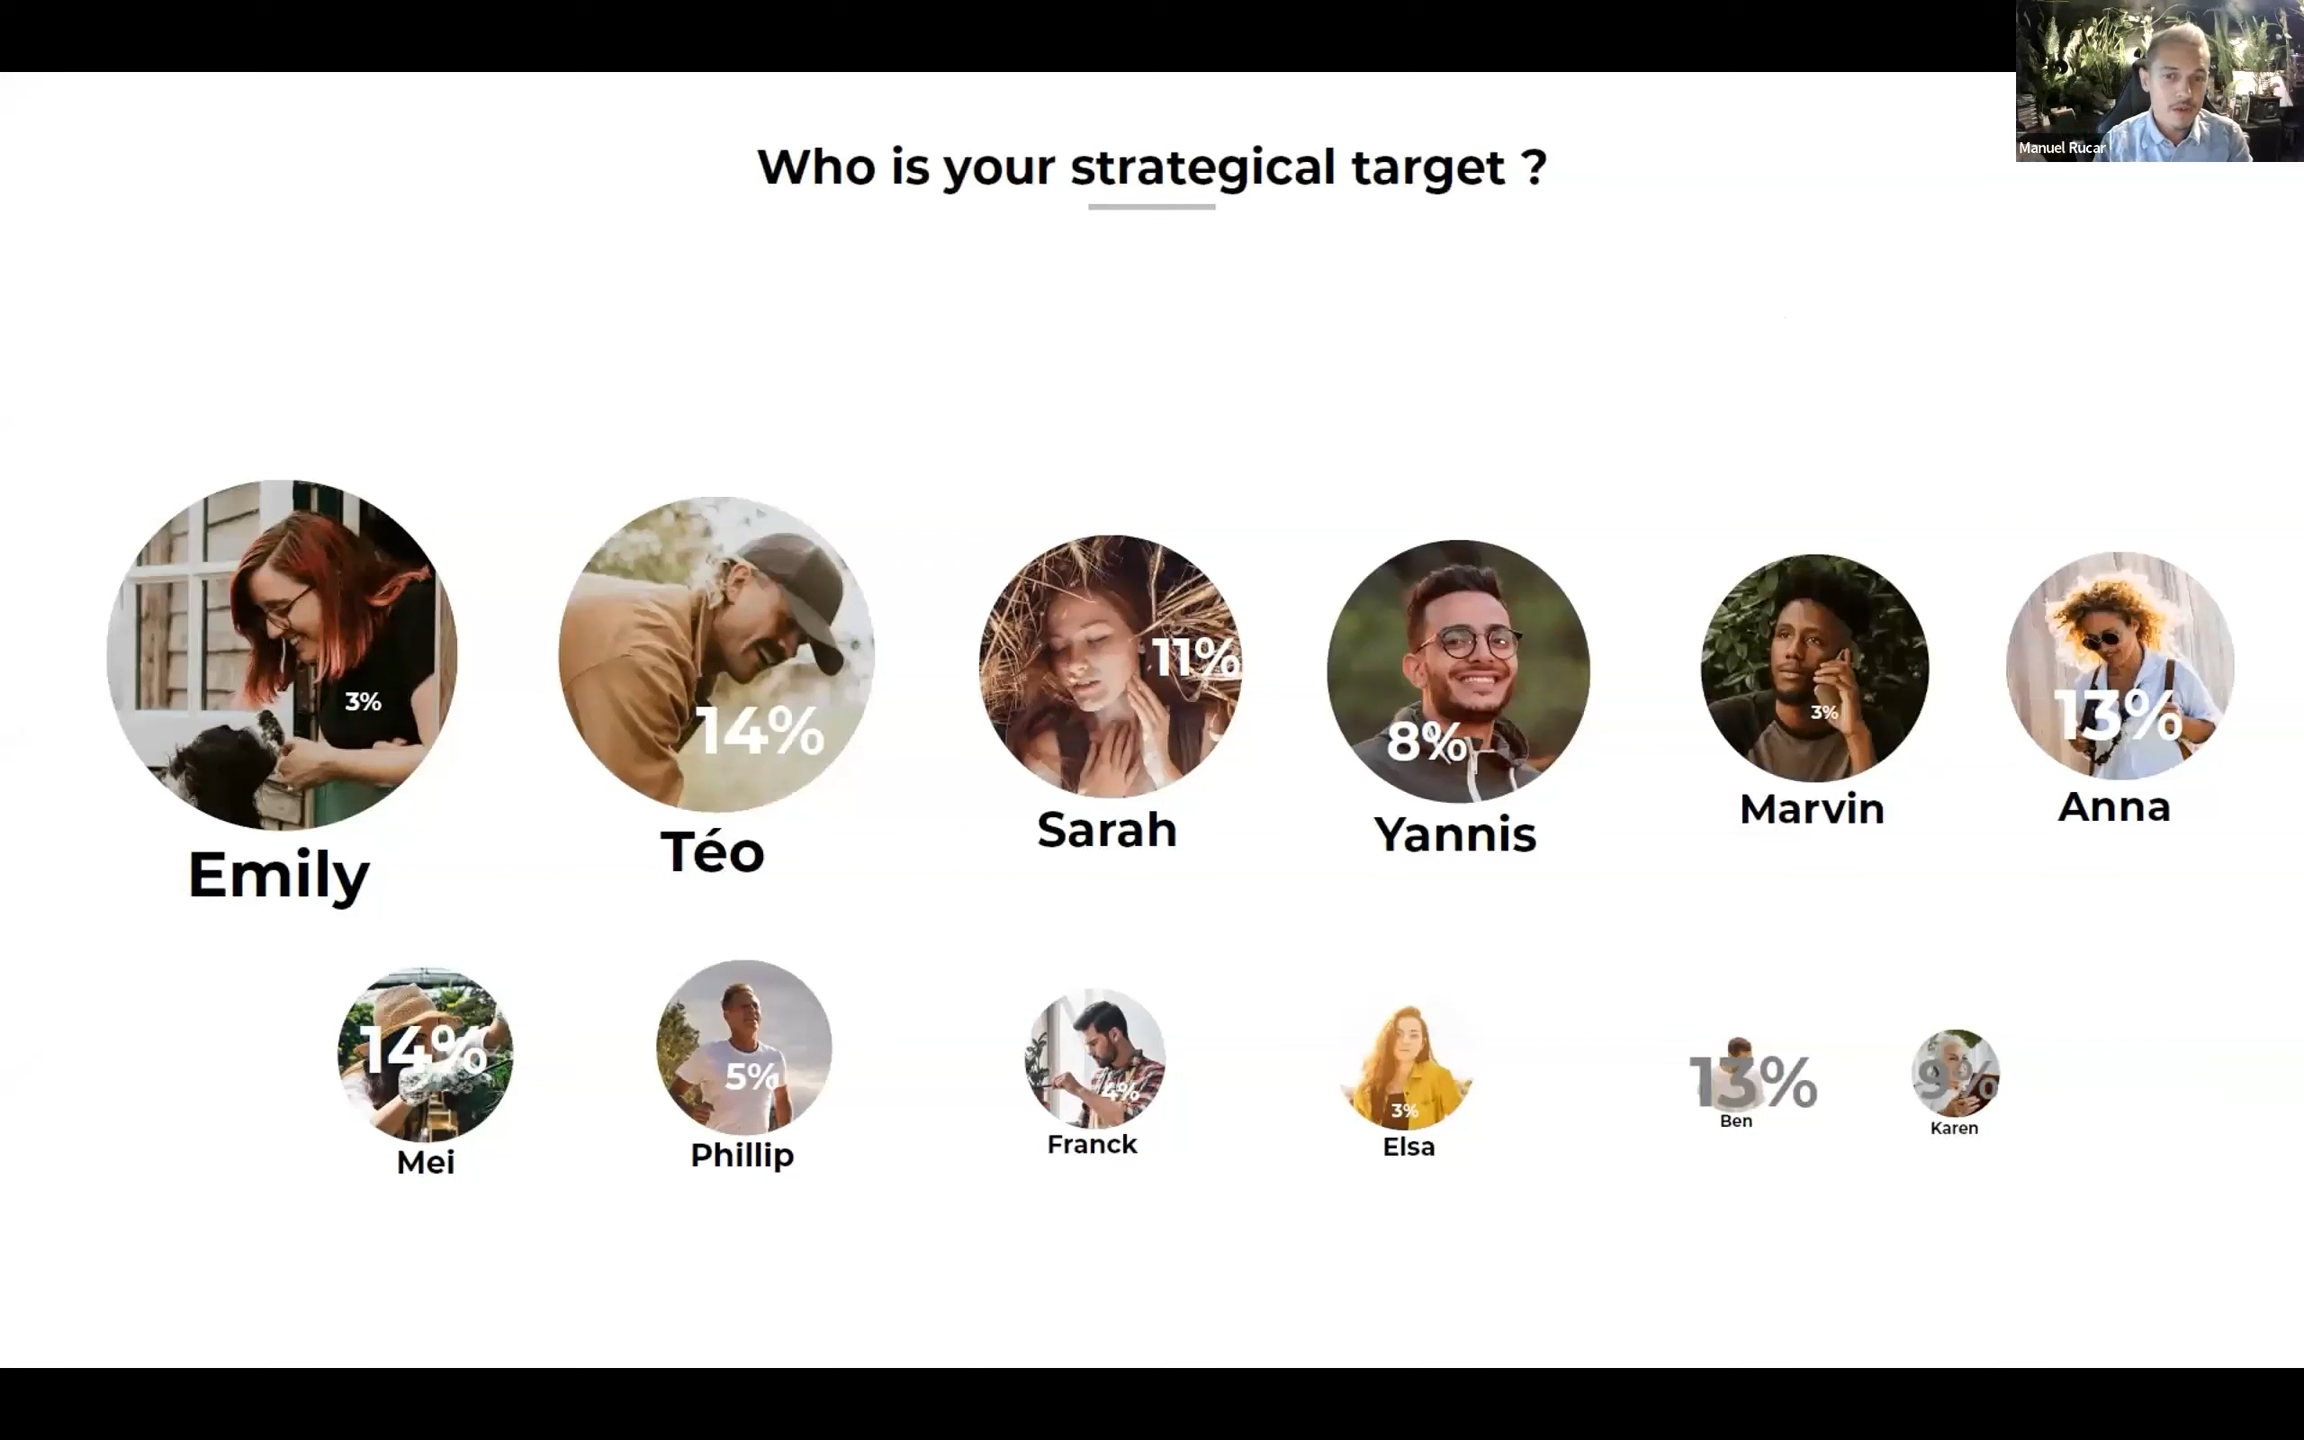 Manuel Rucar
Who is your strategical target ?
3%
14%
11%
8%
3%
13%
Emily
Téo
Sarah
Yannis
Marvin
Anna
14%
5%
4%
3%
13%
9%
Mei
Phillip
Franck
Elsa
Ben
Karen